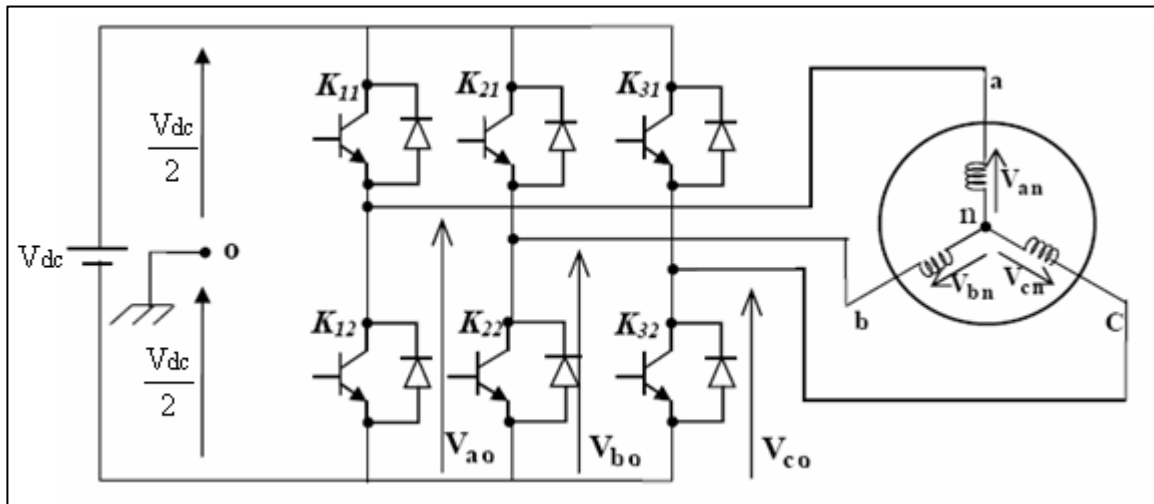 K11
K21
K31
a
Vdc
2
Van
n
Vdc
o
Vbn
Vcn
K12
K22
K32
b
C
Vdc
2
Vao
Vbo
Vco